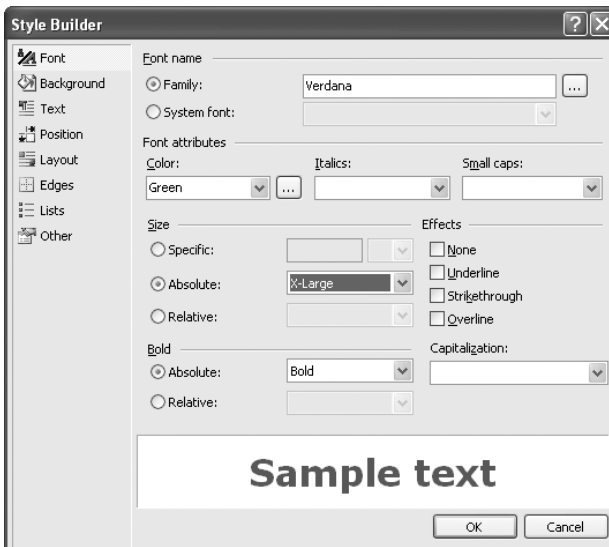 Style Builder
Font
Background
Text
Position
Layout
Edges
Lists
Other
Font name
Family:
Verdana
...
System font:
Font attributes
Color:
Italics:
Small caps:
Green
...
Size
Effects
Specific:
None
Absolute:
X-Large
Underline
Strikethrough
Relative:
Overline
Bold
Capitalization:
Absolute:
Bold
Relative:
Sample text
OK
Cancel